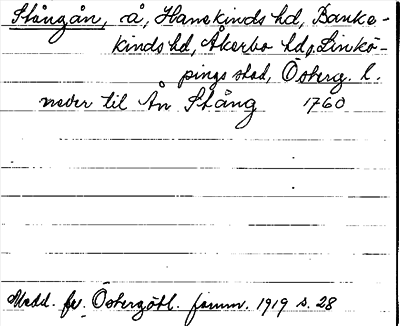 Stångån, å, Hanekinds hd, Banke-
kinds hd, Åkerbo hd, Linkö-
pings stad, Österg. l.
neder til Ån Stång 1760
Medd. fr. Östergötl. fornm. 1919 s. 28